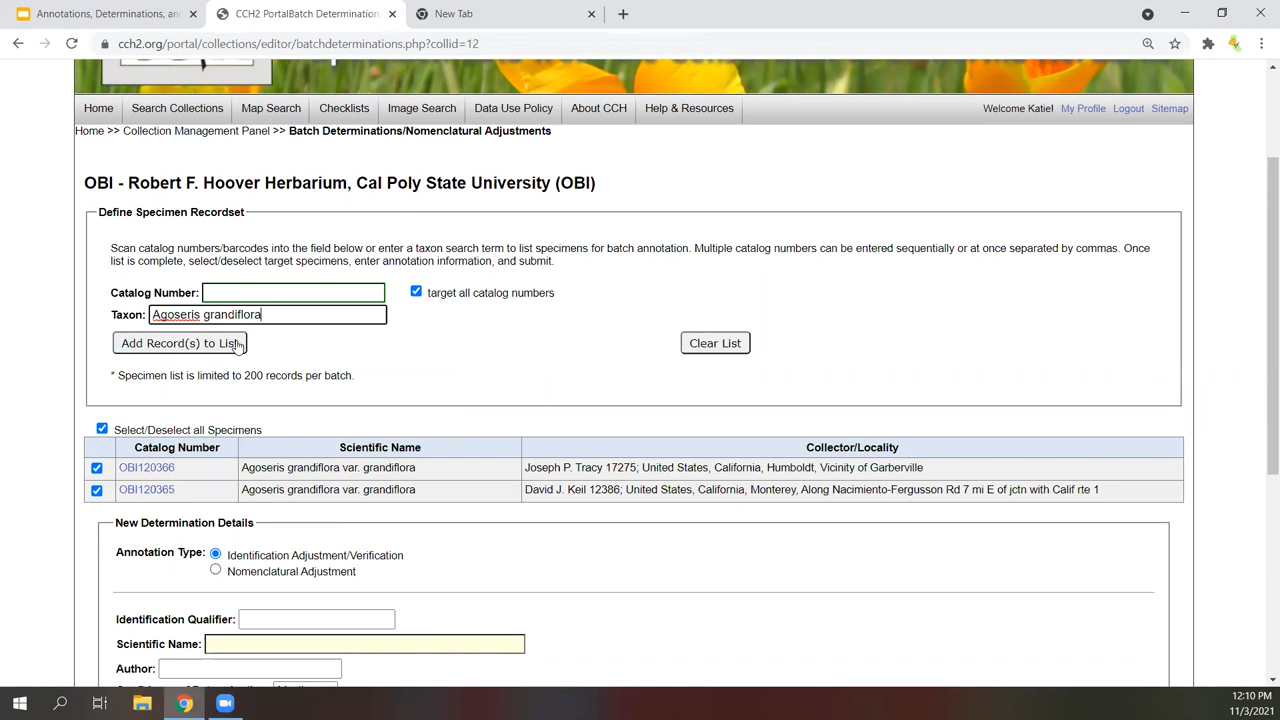 Annotations, Determinations, an
CCH2 PortalBatch Determination
New Tab
cch2.org/portal/collections/editor/batchdeterminations.php?collid=12
Home
Search Collections
Map Search
Checklists
Image Search
Data Use Policy
About CCH
Help & Resources
Welcome Katie!
My Profile
Logout
Sitemap
Home >> Collection Management Panel >> Batch Determinations/Nomenclatural Adjustments
OBI - Robert F. Hoover Herbarium, Cal Poly State University (OBI)
Define Specimen Recordset
Scan catalog numbers/barcodes into the field below or enter a taxon search term to list specimens for batch annotation. Multiple catalog numbers can be entered sequentially or at once separated by commas. Once
list is complete, select/deselect target specimens, enter annotation information, and submit.
Catalog Number:
target all catalog numbers
Taxon: Agoseris grandiflora
Add Record(s) to List
Clear List
* Specimen list is limited to 200 records per batch.
Select/Deselect all Specimens
Catalog Number Scientific Name Collector/Locality
OBI120366 Agoseris grandiflora var. grandiflora Joseph P. Tracy 17275; United States, California, Humboldt, Vicinity of Garberville
OBI120365 Agoseris grandiflora var. grandiflora David J. Keil 12386; United States, California, Monterey, Along Nacimiento-Fergusson Rd 7 mi E of jctn with Calif rte 1
New Determination Details
Annotation Type: Identification Adjustment/Verification
Nomenclatural Adjustment
Identification Qualifier:
Scientific Name:
Author:
12:10 PM
11/3/2021